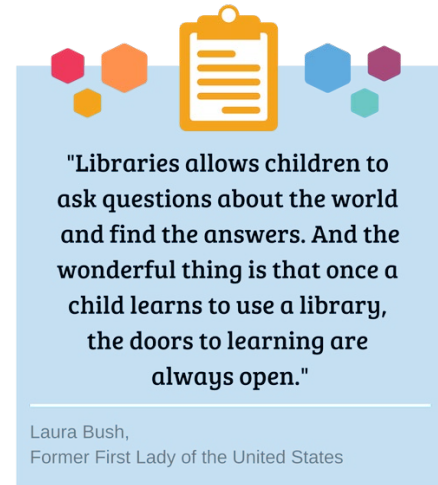 "Libraries allows children to
ask questions about the world
and find the answers. And the
wonderful thing is that once a
child learns to use a library,
the doors to learning are
always open."
Laura Bush,
Former First Lady of the United States